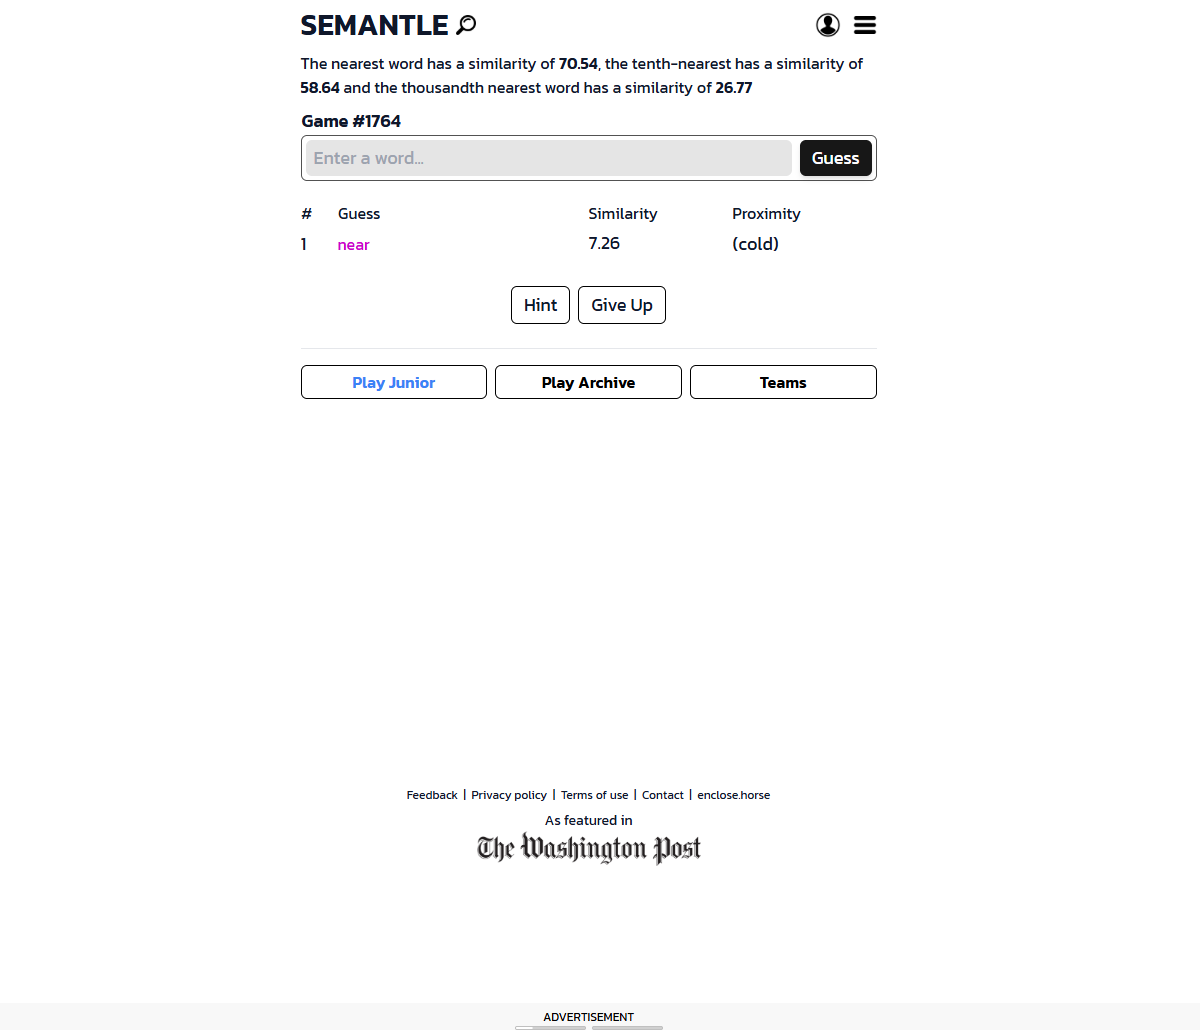 SEMANTLE
The nearest word has a similarity of 70.54, the tenth-nearest has a similarity of
58.64 and the thousandth nearest word has a similarity of 26.77
Game #1764
Enter a word... Guess
# Guess Similarity Proximity
1 near 7.26 (cold)
Hint Give Up
Play Junior Play Archive Teams
Feedback | Privacy policy | Terms of use | Contact | enclose.horse
As featured in
The Washington Post
ADVERTISEMENT